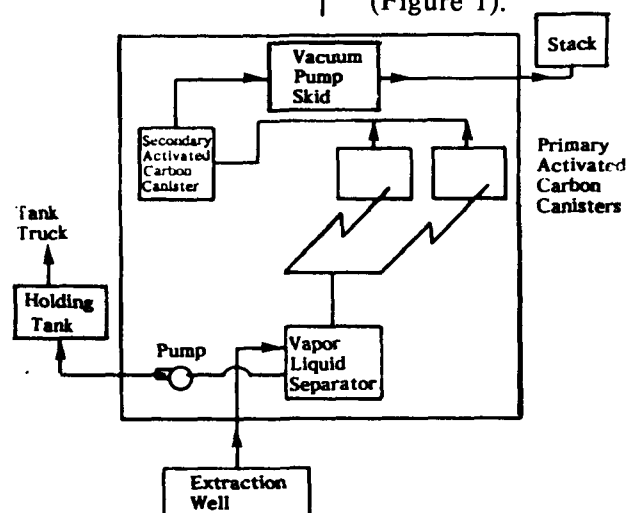 (Figure 1).
Stack
Vacuum
Pump
Skid
Secondary
Activated
Carbon
Canister
Primary
Activated
Carbon
Canisters
Tank
Truck
Holding
Tank
Pump
Vapor
Liquid
Separator
Extraction
Well